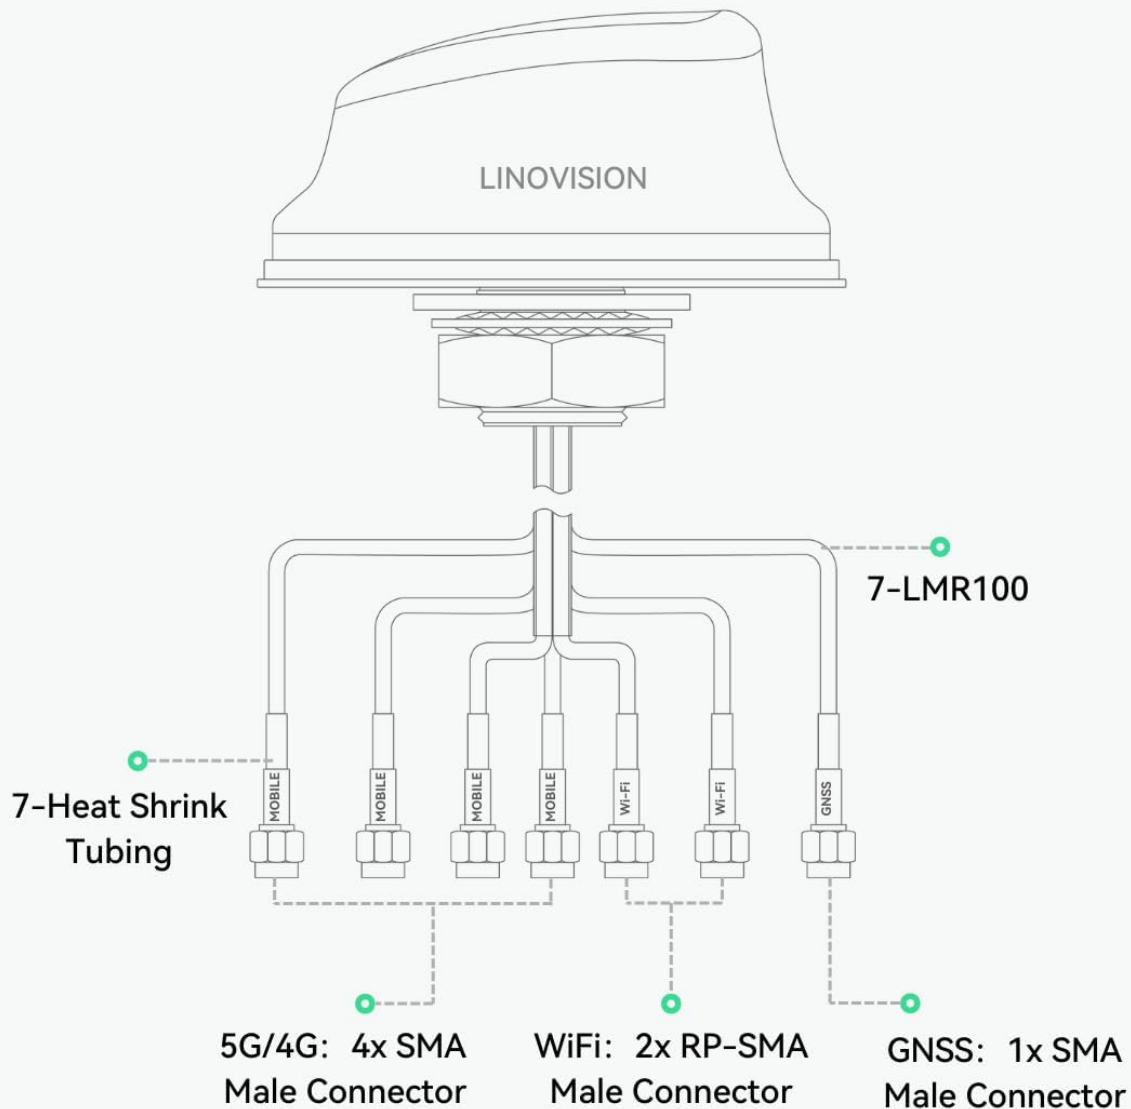 LINOVISION
7-LMR100
7-Heat Shrink
Tubing
MOBILE
MOBILE
MOBILE
MOBILE
Wi-Fi
Wi-Fi
GNSS
5G/4G: 4x SMA
Male Connector
WiFi: 2x RP-SMA
Male Connector
GNSS: 1x SMA
Male Connector